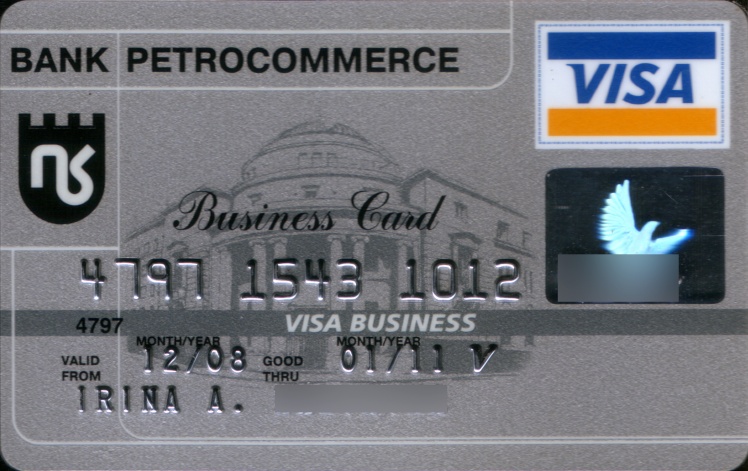 BANK PETROCOMMERCE
VISA
Business Card
4797 1543 1012
4797 VISA BUSINESS
MONTH/YEAR MONTH/YEAR
VALID FROM 12/08 GOOD THRU 01/11 V
IRINA A.